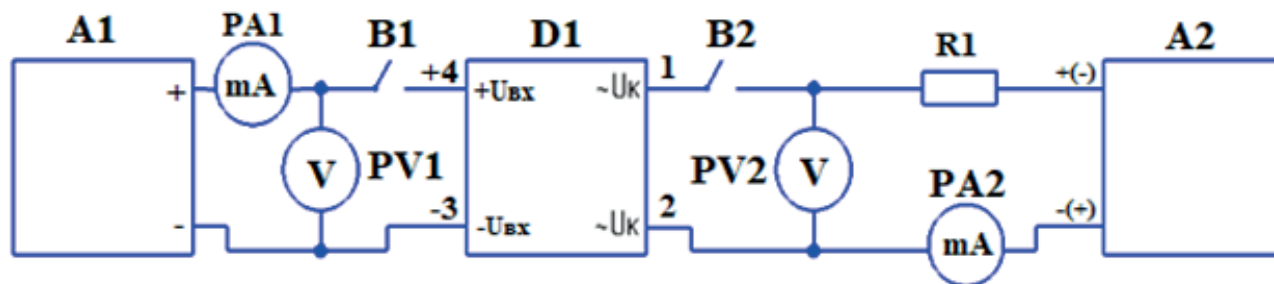 A1 PA1 B1 D1 B2 R1 A2
+ mA +4 +Uвх ~Uк 1 +(-)
V PV1 PV2 V PA2
- -3 -Uвх ~Uк 2 mA -(+)